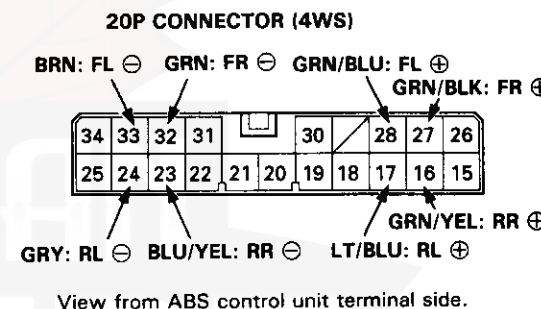 20P CONNECTOR (4WS)
BRN: FL ⊖ GRN: FR ⊖ GRN/BLU: FL ⊕
GRN/BLK: FR ⊕
34 33 32 31 30 28 27 26
25 24 23 22 21 20 19 18 17 16 15
GRN/YEL: RR ⊕
GRY: RL ⊖ BLU/YEL: RR ⊖ LT/BLU: RL ⊕
View from ABS control unit terminal side.